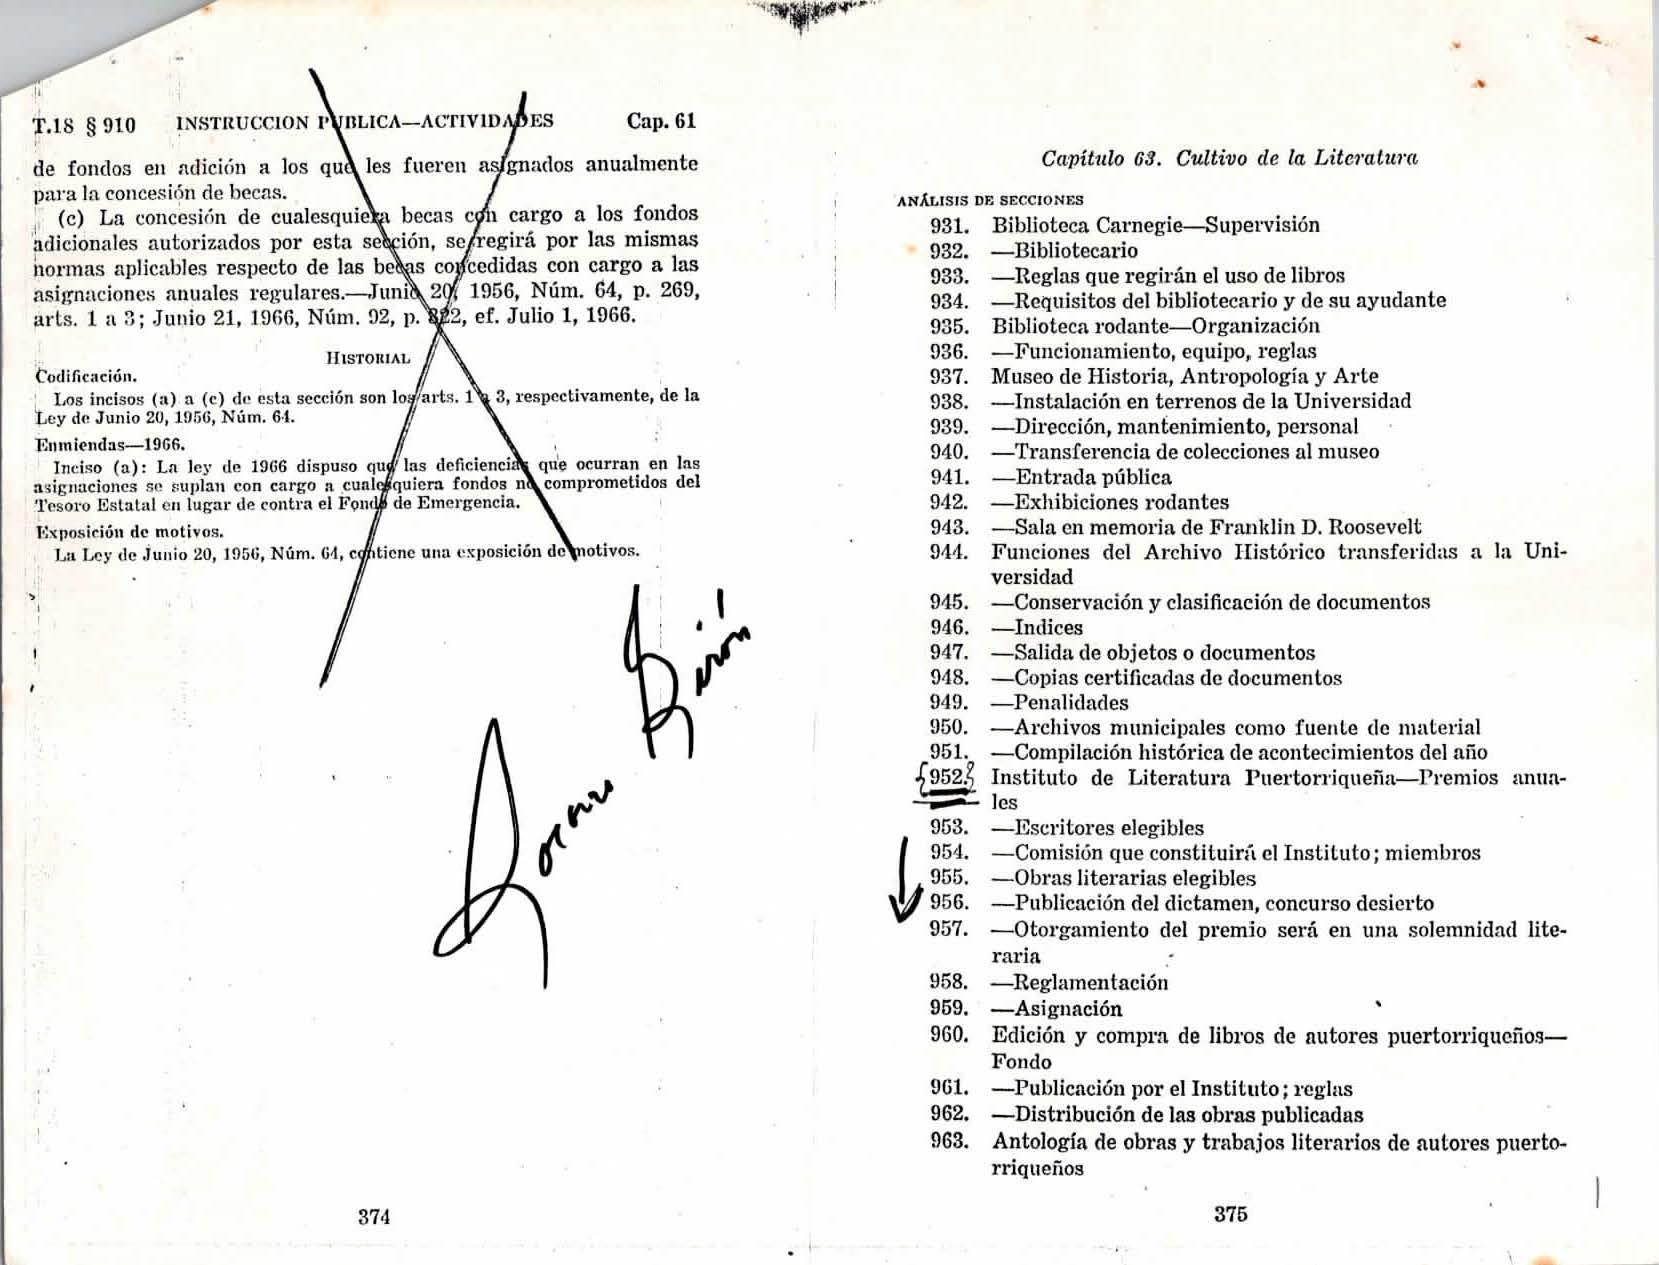 T.18 § 910 INSTRUCCION PUBLICA—ACTIVIDADES Cap. 61
de fondos en adición a los que les fueren asignados anualmente
para la concesión de becas.
(c) La concesión de cualesquiera becas con cargo a los fondos
adicionales autorizados por esta sección, se regirá por las mismas
normas aplicables respecto de las becas concedidas con cargo a las
asignaciones anuales regulares.—Junio 20, 1956, Núm. 64, p. 269,
arts. 1 a 3; Junio 21, 1966, Núm. 92, p. 322, ef. Julio 1, 1966.
HISTORIAL
Codificación.
Los incisos (a) a (c) de esta sección son los arts. 1 a 3, respectivamente, de la
Ley de Junio 20, 1956, Núm. 64.
Enmiendas—1966.
Inciso (a): La ley de 1966 dispuso que las deficiencias que ocurran en las
asignaciones se suplan con cargo a cualesquiera fondos no comprometidos del
Tesoro Estatal en lugar de contra el Fondo de Emergencia.
Exposición de motivos.
La Ley de Junio 20, 1956, Núm. 64, contiene una exposición de motivos.
374
Capítulo 63. Cultivo de la Literatura
ANÁLISIS DE SECCIONES
931. Biblioteca Carnegie—Supervisión
932. —Bibliotecario
933. —Reglas que regirán el uso de libros
934. —Requisitos del bibliotecario y de su ayudante
935. Biblioteca rodante—Organización
936. —Funcionamiento, equipo, reglas
937. Museo de Historia, Antropología y Arte
938. —Instalación en terrenos de la Universidad
939. —Dirección, mantenimiento, personal
940. —Transferencia de colecciones al museo
941. —Entrada pública
942. —Exhibiciones rodantes
943. —Sala en memoria de Franklin D. Roosevelt
944. Funciones del Archivo Histórico transferidas a la Uni-
versidad
945. —Conservación y clasificación de documentos
946. —Indices
947. —Salida de objetos o documentos
948. —Copias certificadas de documentos
949. —Penalidades
950. —Archivos municipales como fuente de material
951. —Compilación histórica de acontecimientos del año
952. Instituto de Literatura Puertorriqueña—Premios anua-
les
953. —Escritores elegibles
954. —Comisión que constituirá el Instituto; miembros
955. —Obras literarias elegibles
956. —Publicación del dictamen, concurso desierto
957. —Otorgamiento del premio será en una solemnidad lite-
raria
958. —Reglamentación
959. —Asignación
960. Edición y compra de libros de autores puertorriqueños—
Fondo
961. —Publicación por el Instituto; reglas
962. —Distribución de las obras publicadas
963. Antología de obras y trabajos literarios de autores puerto-
rriqueños
375